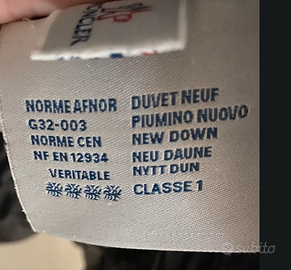 MONCLER
NORME AFNOR
G32-003
NORME CEN
NF EN 12934
VERITABLE
DUVET NEUF
PIUMINO NUOVO
NEW DOWN
NEU DAUNE
NYTT DUN
CLASSE 1
subito